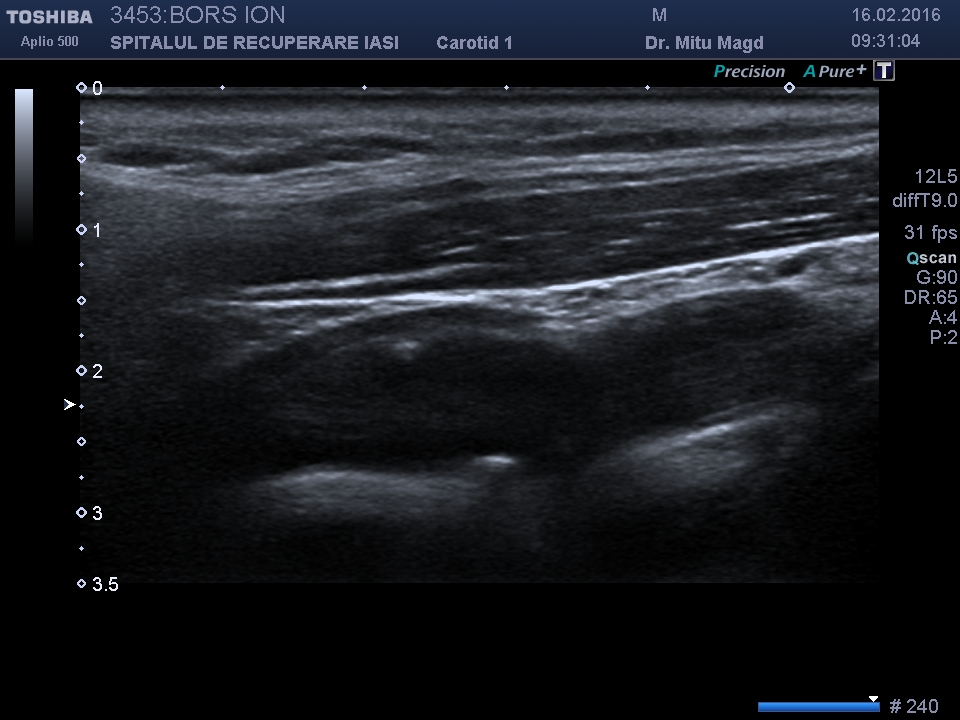 TOSHIBA 3453:BORS ION M 16.02.2016
Aplio 500 SPITALUL DE RECUPERARE IASI Carotid 1 Dr. Mitu Magd 09:31:04
Precision A Pure+ T
0
12L5
diffT9.0
1
31 fps
Qscan
G:90
DR:65
A:4
P:2
2
3
3.5
# 240